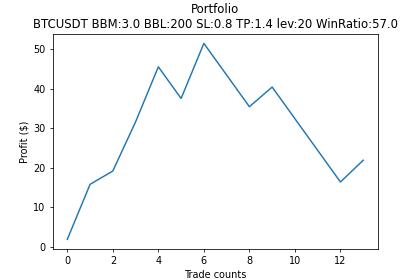 Portfolio
BTCUSDT BBM:3.0 BBL:200 SL:0.8 TP:1.4 lev:20 WinRatio:57.0
50
40
30
20
10
0
Profit ($)
0 2 4 6 8 10 12
Trade counts